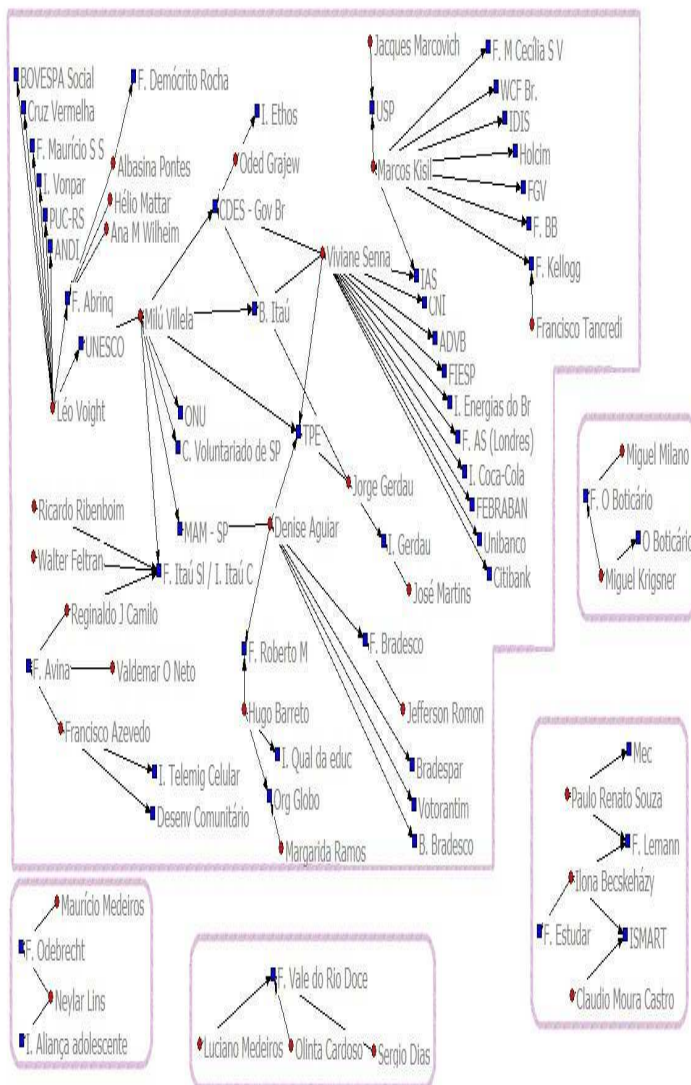 Jacques Marcovich
F. M Cecília S V
BOVESPA Social
F. Demócrito Rocha
WCF Br.
Cruz Vermelha
I. Ethos
USP
IDIS
F. Maurício S S
Albasina Pontes
Oded Grajew
Marcos Kisil
Holcim
I. Vonpar
FGV
Hélio Mattar
CDES - Gov Br
PUC-RS
F. BB
Ana M Wilheim
ANDI
Viviane Senna
F. Kellogg
IAS
F. Abrinq
CNI
Milú Villela
B. Itaú
Francisco Tancredi
UNESCO
ADVB
FIESP
I. Energias do Br
Léo Voight
ONU
TPE
F. AS (Londres)
C. Voluntariado de SP
Miguel Milano
I. Coca-Cola
Jorge Gerdau
F. O Boticário
Ricardo Ribenboim
FEBRABAN
MAM - SP
Denise Aguiar
Unibanco
O Boticário
I. Gerdau
Walter Feltran
F. Itaú Sl / I. Itaú C
Citibank
Miguel Krigsner
José Martins
Reginaldo J Camilo
F. Bradesco
F. Roberto M
F. Avina
Valdemar O Neto
Hugo Barreto
Jefferson Romon
Francisco Azevedo
Mec
I. Qual da educ
Bradespar
I. Telemig Celular
Paulo Renato Souza
Org Globo
Votorantim
Desenv Comunitário
B. Bradesco
F. Lemann
Margarida Ramos
Ilona Becskeházy
Maurício Medeiros
F. Estudar
ISMART
F. Odebrecht
F. Vale do Rio Doce
Neylar Lins
Claudio Moura Castro
I. Aliança adolescente
Luciano Medeiros
Olinta Cardoso
Sergio Dias